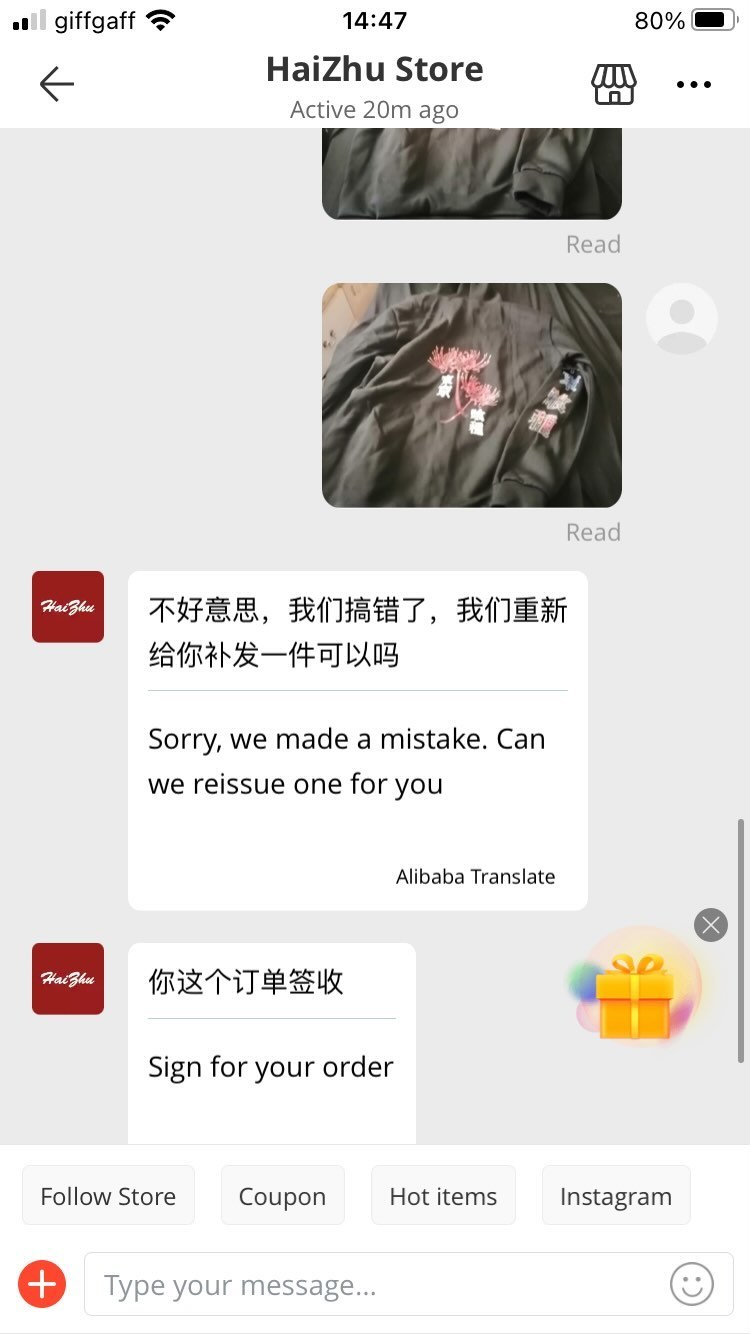 giffgaff 14:47 80%
HaiZhu Store
Active 20m ago
Read
Read
HaiZhu
不好意思，我们搞错了，我们重新
给你补发一件可以吗
Sorry, we made a mistake. Can
we reissue one for you
Alibaba Translate
HaiZhu
你这个订单签收
Sign for your order
Follow Store Coupon Hot items Instagram
Type your message...